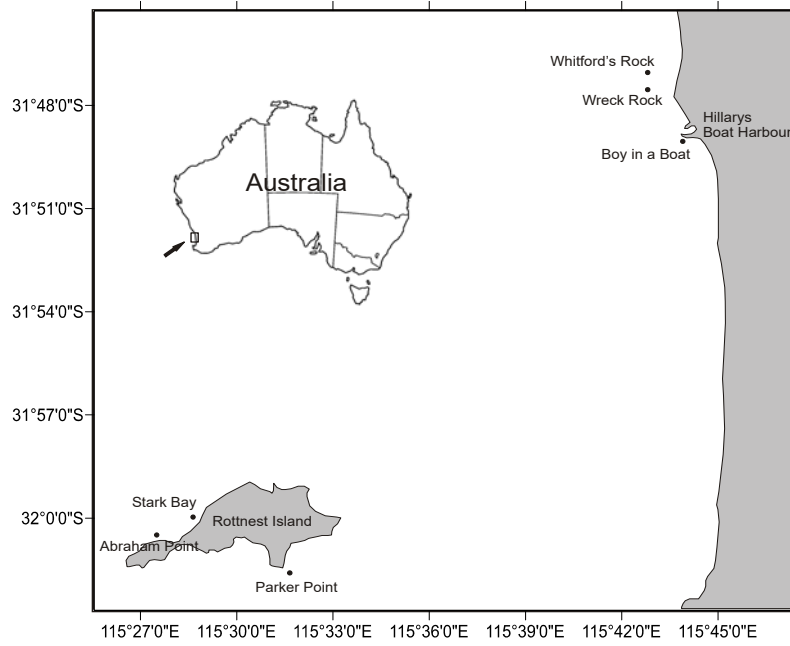 Whitford's Rock
31°48'0"S
Wreck Rock
Hillarys
Boat Harbour
Boy in a Boat
Australia
31°51'0"S
31°54'0"S
31°57'0"S
Stark Bay
32°0'0"S
Rottnest Island
Abraham Point
Parker Point
115°27'0"E 115°30'0"E 115°33'0"E 115°36'0"E 115°39'0"E 115°42'0"E 115°45'0"E